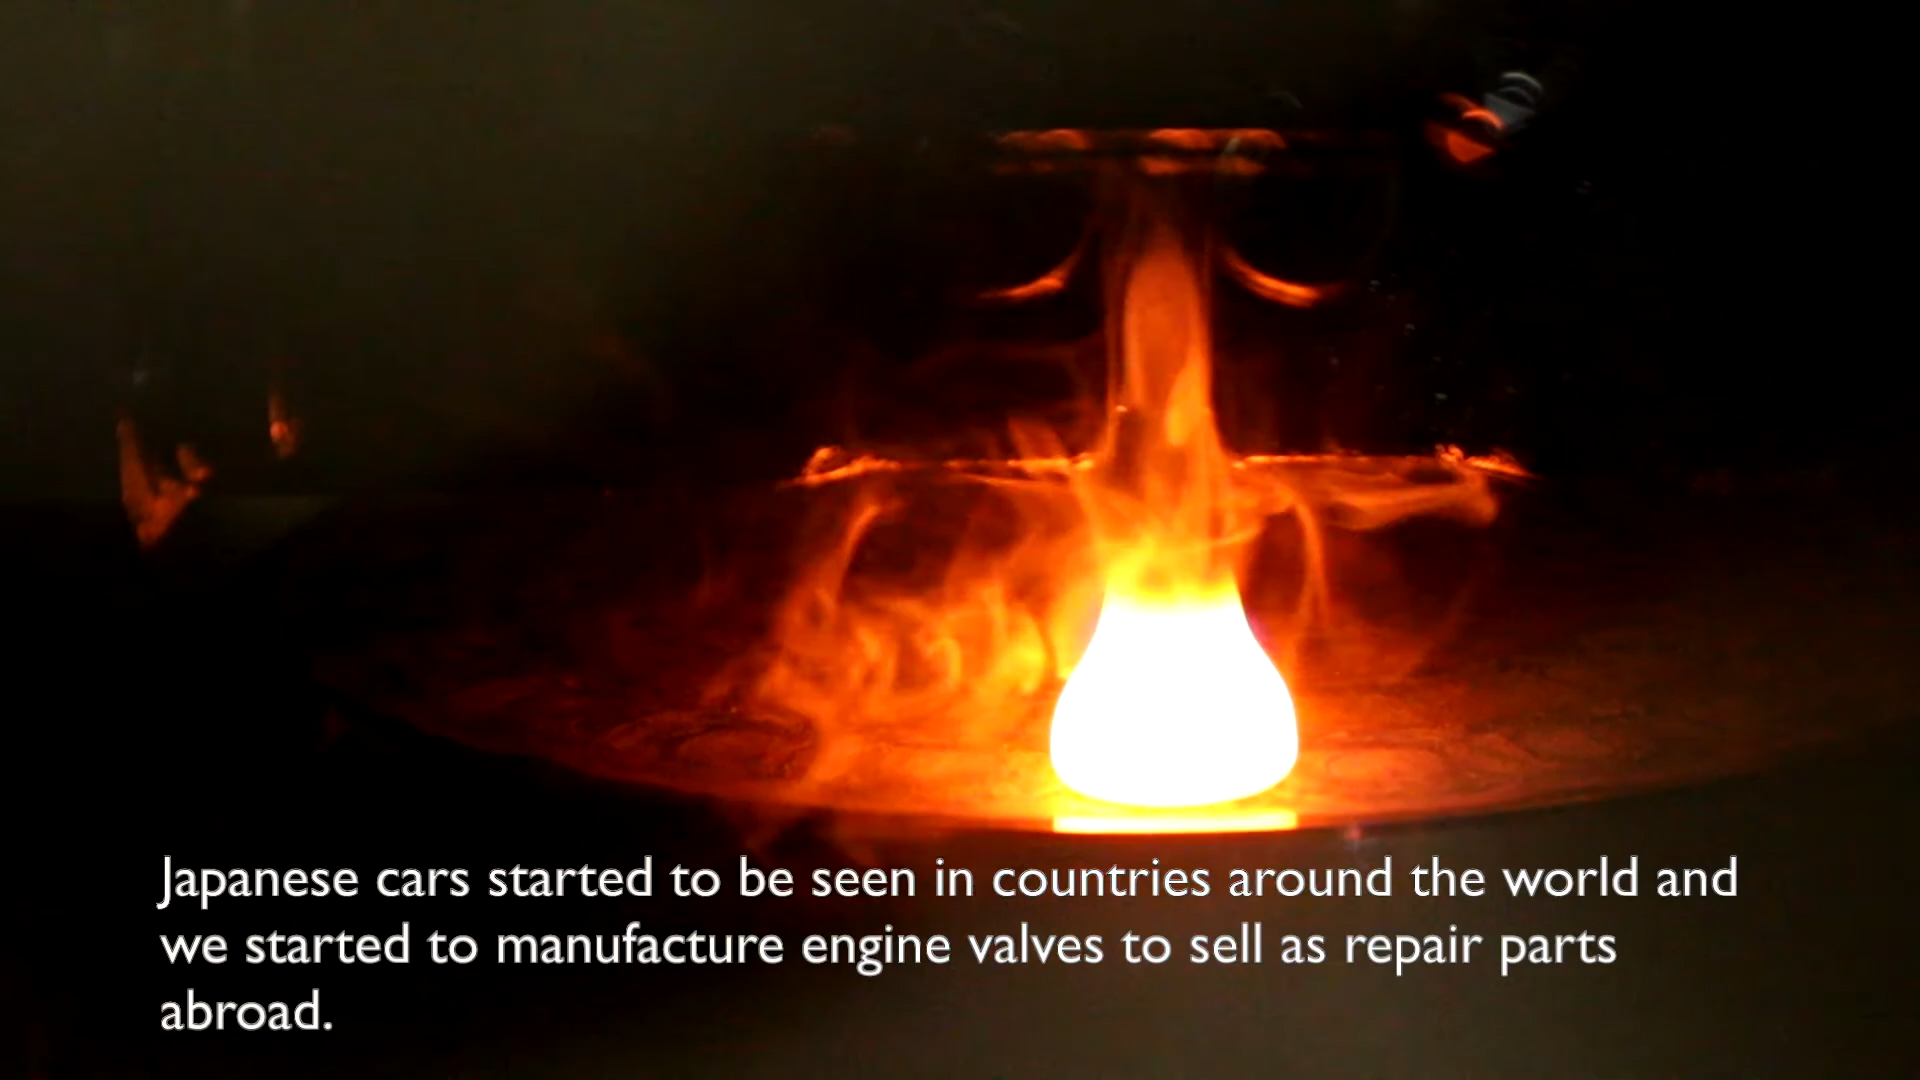 Japanese cars started to be seen in countries around the world and
we started to manufacture engine valves to sell as repair parts
abroad.